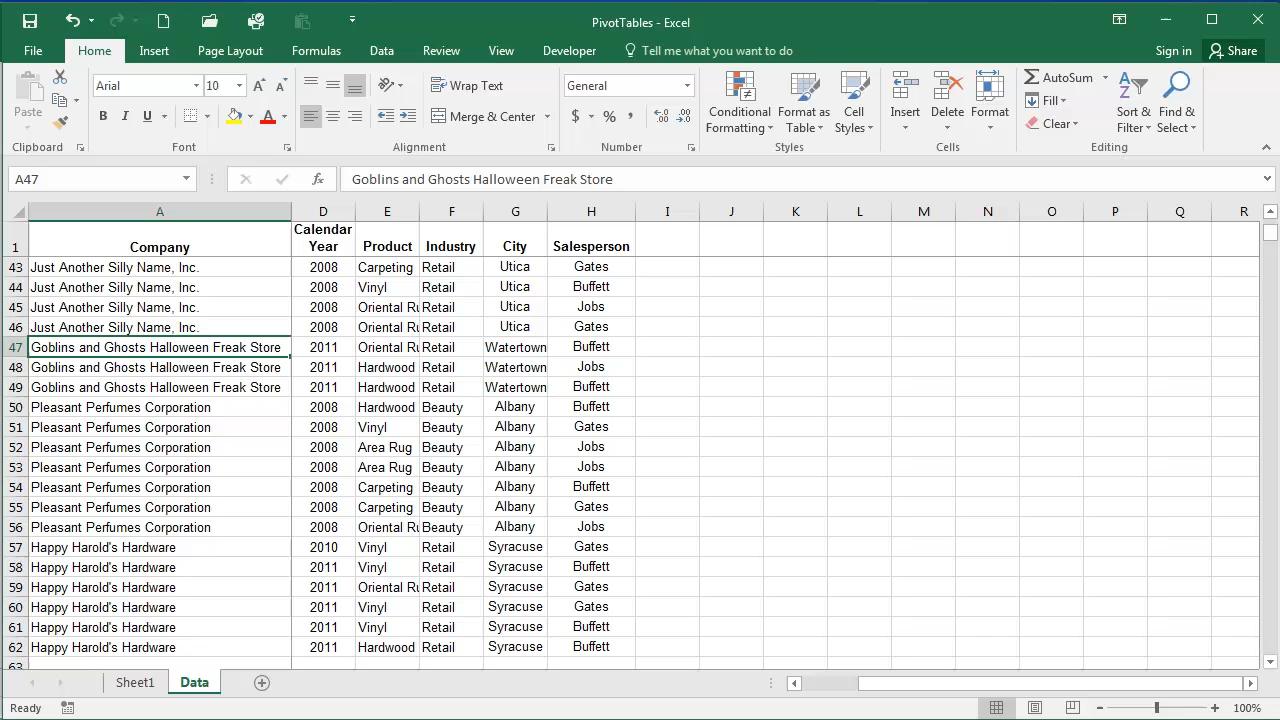 PivotTables - Excel
File Home Insert Page Layout Formulas Data Review View Developer Tell me what you want to do Sign in Share
Paste
Clipboard
Arial 10
B I U A
Font
Wrap Text
Merge & Center
Alignment
General
$ % ,
Number
Conditional Formatting
Format as Table
Cell Styles
Styles
Insert Delete Format
Cells
AutoSum
Fill
Clear
Sort & Filter
Find & Select
Editing
A47 fx Goblins and Ghosts Halloween Freak Store
A D E F G H I J K L M N O P Q R
1 Company Calendar Year Product Industry City Salesperson
43 Just Another Silly Name, Inc. 2008 Carpeting Retail Utica Gates
44 Just Another Silly Name, Inc. 2008 Vinyl Retail Utica Buffett
45 Just Another Silly Name, Inc. 2008 Oriental Ru Retail Utica Jobs
46 Just Another Silly Name, Inc. 2008 Oriental Ru Retail Utica Gates
47 Goblins and Ghosts Halloween Freak Store 2011 Oriental Ru Retail Watertown Buffett
48 Goblins and Ghosts Halloween Freak Store 2011 Hardwood Retail Watertown Jobs
49 Goblins and Ghosts Halloween Freak Store 2011 Hardwood Retail Watertown Buffett
50 Pleasant Perfumes Corporation 2008 Hardwood Beauty Albany Buffett
51 Pleasant Perfumes Corporation 2008 Vinyl Beauty Albany Gates
52 Pleasant Perfumes Corporation 2008 Area Rug Beauty Albany Jobs
53 Pleasant Perfumes Corporation 2008 Area Rug Beauty Albany Jobs
54 Pleasant Perfumes Corporation 2008 Carpeting Beauty Albany Buffett
55 Pleasant Perfumes Corporation 2008 Carpeting Beauty Albany Gates
56 Pleasant Perfumes Corporation 2008 Oriental Ru Beauty Albany Jobs
57 Happy Harold's Hardware 2010 Vinyl Retail Syracuse Gates
58 Happy Harold's Hardware 2011 Vinyl Retail Syracuse Buffett
59 Happy Harold's Hardware 2011 Oriental Ru Retail Syracuse Gates
60 Happy Harold's Hardware 2011 Vinyl Retail Syracuse Gates
61 Happy Harold's Hardware 2011 Vinyl Retail Syracuse Buffett
62 Happy Harold's Hardware 2011 Hardwood Retail Syracuse Buffett
63
Sheet1 Data
Ready 100%